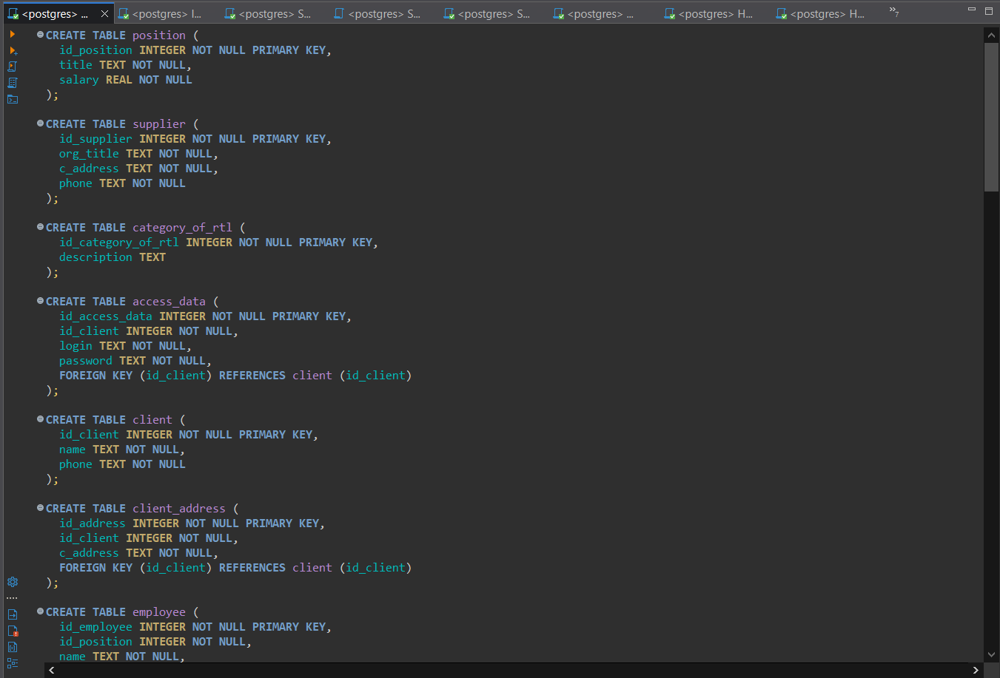 <postgres> ...
<postgres> I...
<postgres> S...
<postgres> S...
<postgres> S...
<postgres> ...
<postgres> H...
<postgres> H...
»7
CREATE TABLE position (
id_position INTEGER NOT NULL PRIMARY KEY,
title TEXT NOT NULL,
salary REAL NOT NULL
);
CREATE TABLE supplier (
id_supplier INTEGER NOT NULL PRIMARY KEY,
org_title TEXT NOT NULL,
c_address TEXT NOT NULL,
phone TEXT NOT NULL
);
CREATE TABLE category_of_rtl (
id_category_of_rtl INTEGER NOT NULL PRIMARY KEY,
description TEXT
);
CREATE TABLE access_data (
id_access_data INTEGER NOT NULL PRIMARY KEY,
id_client INTEGER NOT NULL,
login TEXT NOT NULL,
password TEXT NOT NULL,
FOREIGN KEY (id_client) REFERENCES client (id_client)
);
CREATE TABLE client (
id_client INTEGER NOT NULL PRIMARY KEY,
name TEXT NOT NULL,
phone TEXT NOT NULL
);
CREATE TABLE client_address (
id_address INTEGER NOT NULL PRIMARY KEY,
id_client INTEGER NOT NULL,
c_address TEXT NOT NULL,
FOREIGN KEY (id_client) REFERENCES client (id_client)
);
CREATE TABLE employee (
id_employee INTEGER NOT NULL PRIMARY KEY,
id_position INTEGER NOT NULL,
name TEXT NOT NULL,